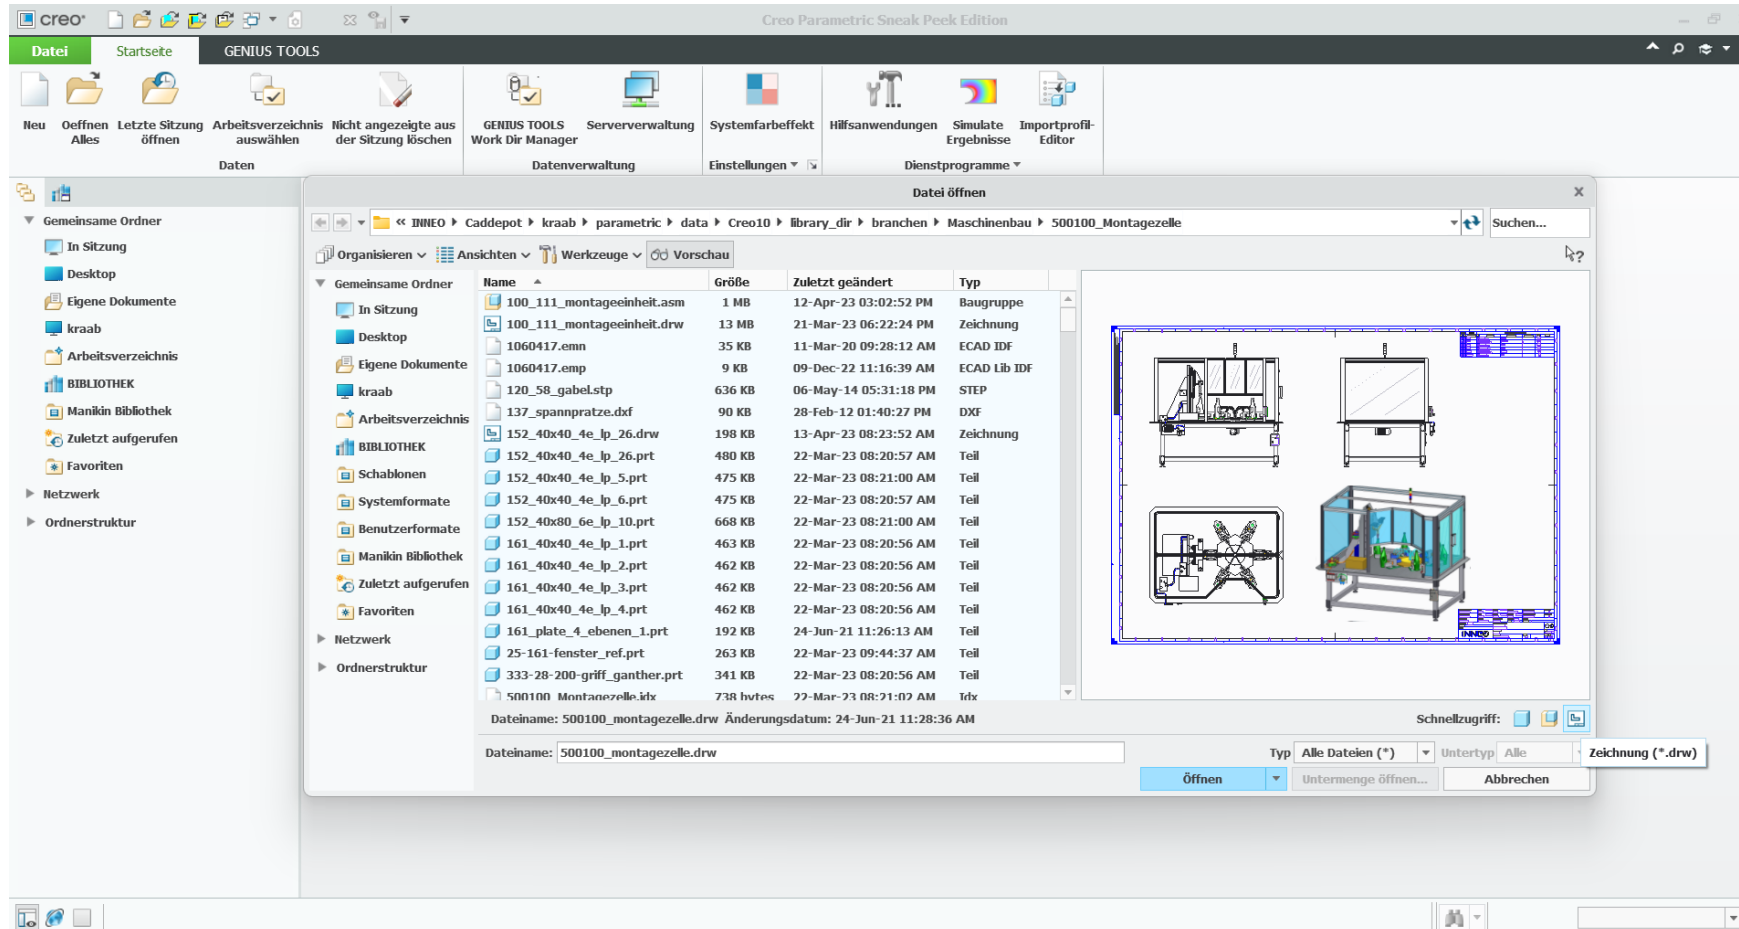 creo·
Creo Parametric Sneak Peek Edition
Datei Startseite GENIUS TOOLS
Neu
Oeffnen Alles
Letzte Sitzung öffnen
Arbeitsverzeichnis auswählen
Nicht angezeigte aus der Sitzung löschen
GENIUS TOOLS Work Dir Manager
Serververwaltung
Systemfarbeffekt
Hilfsanwendungen
Simulate Ergebnisse
Importprofil-Editor
Daten
Datenverwaltung
Einstellungen
Dienstprogramme
Gemeinsame Ordner
In Sitzung
Desktop
Eigene Dokumente
kraab
Arbeitsverzeichnis
BIBLIOTHEK
Manikin Bibliothek
Zuletzt aufgerufen
Favoriten
Netzwerk
Ordnerstruktur
Datei öffnen
« INNEO Caddepot kraab parametric data Creo10 library_dir branchen Maschinenbau 500100_Montagezelle
Suchen...
Organisieren Ansichten Werkzeuge Vorschau
Gemeinsame Ordner
In Sitzung
Desktop
Eigene Dokumente
kraab
Arbeitsverzeichnis
BIBLIOTHEK
Schablonen
Systemformate
Benutzerformate
Manikin Bibliothek
Zuletzt aufgerufen
Favoriten
Netzwerk
Ordnerstruktur
Name Größe Zuletzt geändert Typ
100_111_montageeinheit.asm 1 MB 12-Apr-23 03:02:52 PM Baugruppe
100_111_montageeinheit.drw 13 MB 21-Mar-23 06:22:24 PM Zeichnung
1060417.emn 35 KB 11-Mar-20 09:28:12 AM ECAD IDF
1060417.emp 9 KB 09-Dec-22 11:16:39 AM ECAD Lib IDF
120_58_gabel.stp 636 KB 06-May-14 05:31:18 PM STEP
137_spannpratze.dxf 90 KB 28-Feb-12 01:40:27 PM DXF
152_40x40_4e_lp_26.drw 198 KB 13-Apr-23 08:23:52 AM Zeichnung
152_40x40_4e_lp_26.prt 480 KB 22-Mar-23 08:20:57 AM Teil
152_40x40_4e_lp_5.prt 475 KB 22-Mar-23 08:21:00 AM Teil
152_40x40_4e_lp_6.prt 475 KB 22-Mar-23 08:20:57 AM Teil
152_40x80_6e_lp_10.prt 668 KB 22-Mar-23 08:21:00 AM Teil
161_40x40_4e_lp_1.prt 463 KB 22-Mar-23 08:20:56 AM Teil
161_40x40_4e_lp_2.prt 462 KB 22-Mar-23 08:20:56 AM Teil
161_40x40_4e_lp_3.prt 462 KB 22-Mar-23 08:20:56 AM Teil
161_40x40_4e_lp_4.prt 462 KB 22-Mar-23 08:20:56 AM Teil
161_plate_4_ebenen_1.prt 192 KB 24-Jun-21 11:26:13 AM Teil
25-161-fenster_ref.prt 263 KB 22-Mar-23 09:44:37 AM Teil
333-28-200-griff_ganther.prt 341 KB 22-Mar-23 08:20:56 AM Teil
500100_Montagezelle.idx 738 bytes 22-Mar-23 08:21:02 AM Idx
INNEO
Dateiname: 500100_montagezelle.drw Änderungsdatum: 24-Jun-21 11:28:36 AM
Schnellzugriff:
Dateiname: 500100_montagezelle.drw
Typ Alle Dateien (*) Untertyp Alle
Zeichnung (*.drw)
Öffnen Untermenge öffnen... Abbrechen